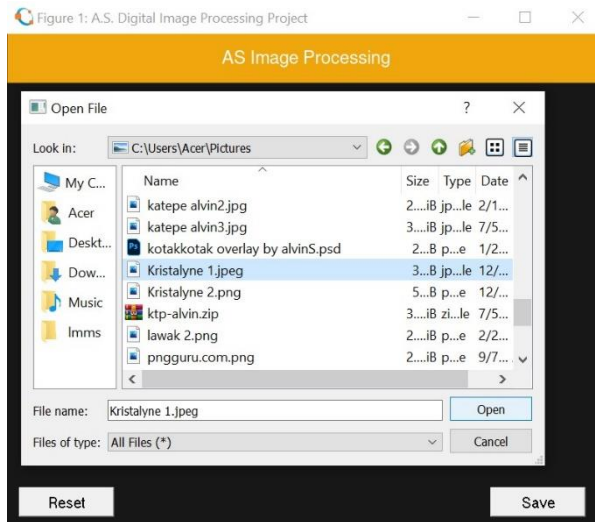 Figure 1: A.S. Digital Image Processing Project
AS Image Processing
Open File ?
Look in: C:\Users\Acer\Pictures
My C...
Acer
Deskt...
Dow...
Music
Imms
Name Size Type Date
katepe alvin2.jpg 2....iB jp...le 2/1...
katepe alvin3.jpg 3....iB jp...le 7/5...
kotakkotak overlay by alvinS.psd 2...B p...e 1/2...
Kristalyne 1.jpeg 3...B jp...le 12/...
Kristalyne 2.png 5...B p...e 12/...
ktp-alvin.zip 3....iB zi...le 7/5...
lawak 2.png 2....iB p...e 2/2...
pngguru.com.png 2....iB p...e 9/7...
File name: Kristalyne 1.jpeg Open
Files of type: All Files (*) Cancel
Reset Save